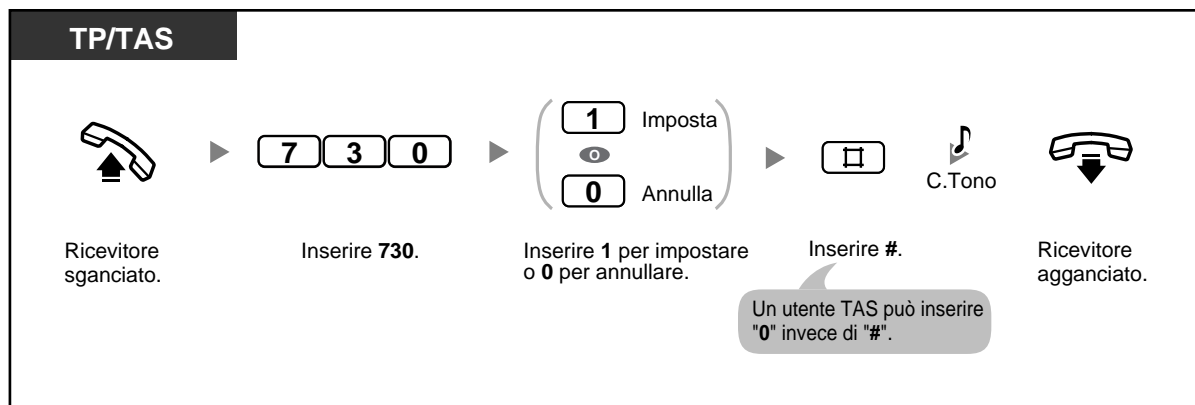 TP/TAS
7 3 0
1 Imposta
o
0 Annulla
#
C.Tono
Ricevitore
sganciato.
Inserire 730.
Inserire 1 per impostare
o 0 per annullare.
Inserire #.
Un utente TAS può inserire
"0" invece di "#".
Ricevitore
agganciato.